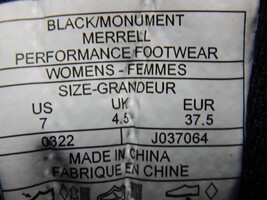 BLACK/MONUMENT
MERRELL
PERFORMANCE FOOTWEAR
WOMENS - FEMMES
SIZE-GRANDEUR
US UK EUR
7 4.5 37.5
0322 J037064
MADE IN CHINA
FABRIQUE EN CHINE